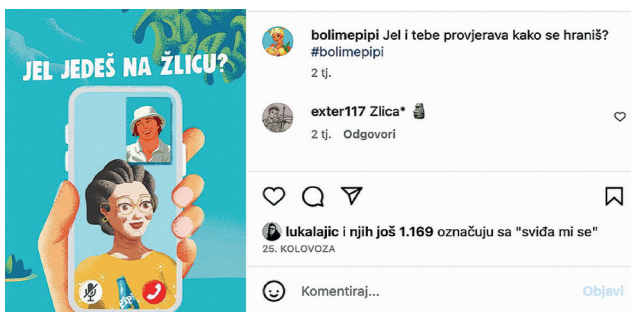 JEL JEDEŠ NA ŽLICU?
pipi
bolimepipi Jel i tebe provjerava kako se hraniš?
#bolimepipi
2 tj.
exter117 Zlica* 🗿
2 tj. Odgovori
lukalajic i njih još 1.169 označuju sa "sviđa mi se"
25. KOLOVOZA
Komentiraj...
Objavi